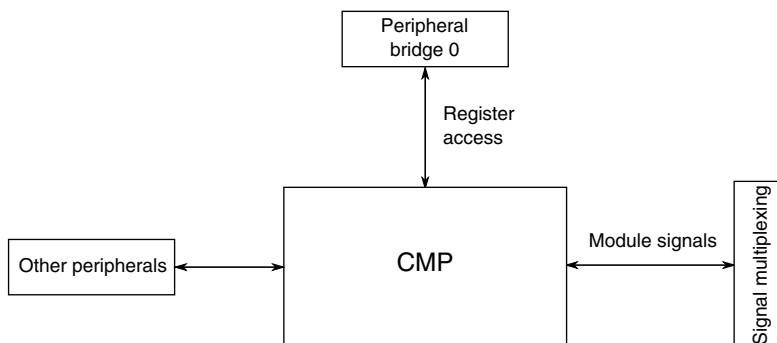 Peripheral
bridge 0
Register
access
Other peripherals
CMP
Module signals
Signal multiplexing